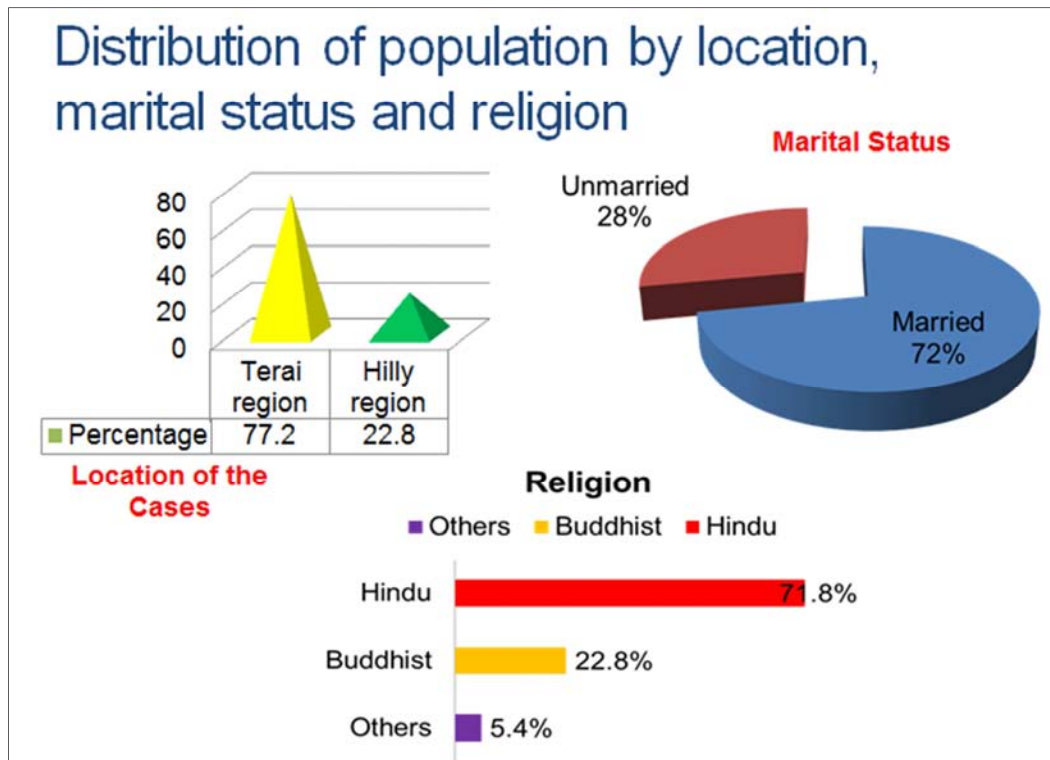 Distribution of population by location,
marital status and religion
Marital Status
Unmarried
28%
Married
72%
80
60
40
20
0
Terai region
Hilly region
Percentage 77.2 22.8
Location of the
Cases
Religion
Others Buddhist Hindu
Hindu 71.8%
Buddhist 22.8%
Others 5.4%